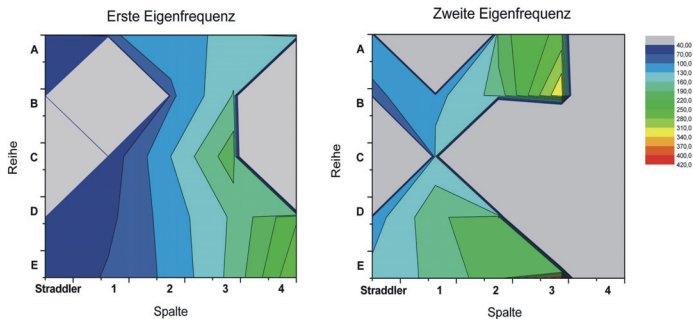 Erste Eigenfrequenz
A
B
C
D
E
Reihe
Straddler 1 2 3 4
Spalte
Zweite Eigenfrequenz
A
B
C
D
E
Reihe
Straddler 1 2 3 4
Spalte
40,00
70,00
100,0
130,0
160,0
190,0
220,0
250,0
280,0
310,0
340,0
370,0
400,0
420,0